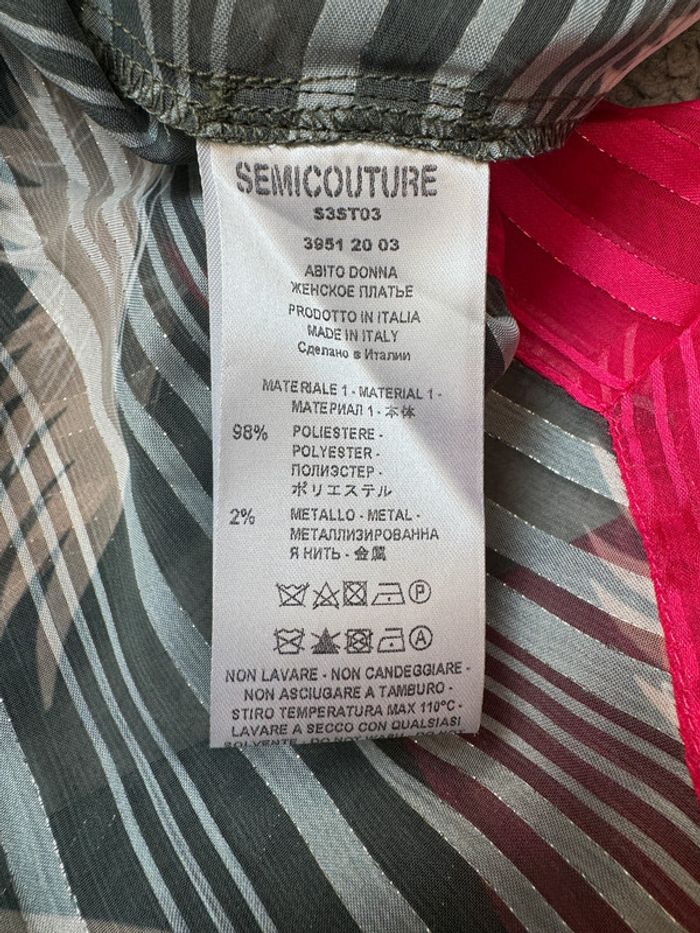 SEMICOUTURE
S3ST03
3951 20 03
ABITO DONNA
ЖЕНСКОЕ ПЛАТЬЕ
PRODOTTO IN ITALIA
MADE IN ITALY
Сделано в Италии
MATERIALE 1 - MATERIAL 1 -
МАТЕРИАЛ 1 - 本体
98% POLIESTERE -
POLYESTER -
ПОЛИЭСТЕР -
ポリエステル
2% METALLO - METAL -
МЕТАЛЛИЗИРОВАННА
Я НИТЬ - 金属
P
A
NON LAVARE - NON CANDEGGIARE -
NON ASCIUGARE A TAMBURO -
STIRO TEMPERATURA MAX 110°C -
LAVARE A SECCO CON QUALSIASI
SOLVENTE - DO NOT